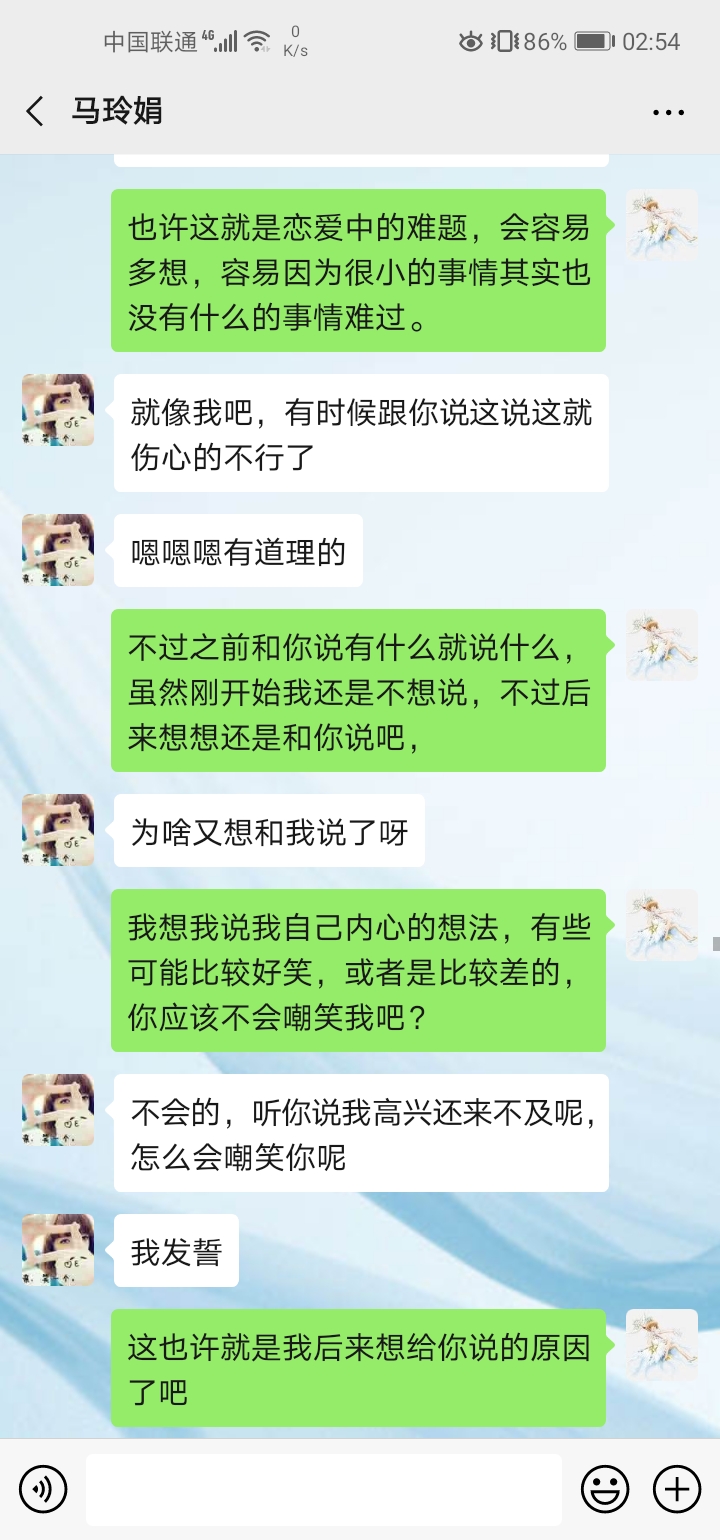 中国联通 4G 0 K/s 86% 02:54
马玲娟
也许这就是恋爱中的难题，会容易
多想，容易因为很小的事情其实也
没有什么的事情难过。
就像我吧，有时候跟你说这说这就
伤心的不行了
嗯嗯嗯有道理的
不过之前和你说有什么就说什么，
虽然刚开始我还是不想说，不过后
来想想还是和你说吧，
为啥又想和我说了呀
我想我说我自己内心的想法，有些
可能比较好笑，或者是比较差的，
你应该不会嘲笑我吧？
不会的，听你说我高兴还来不及呢，
怎么会嘲笑你呢
我发誓
这也许就是我后来想给你说的原因
了吧